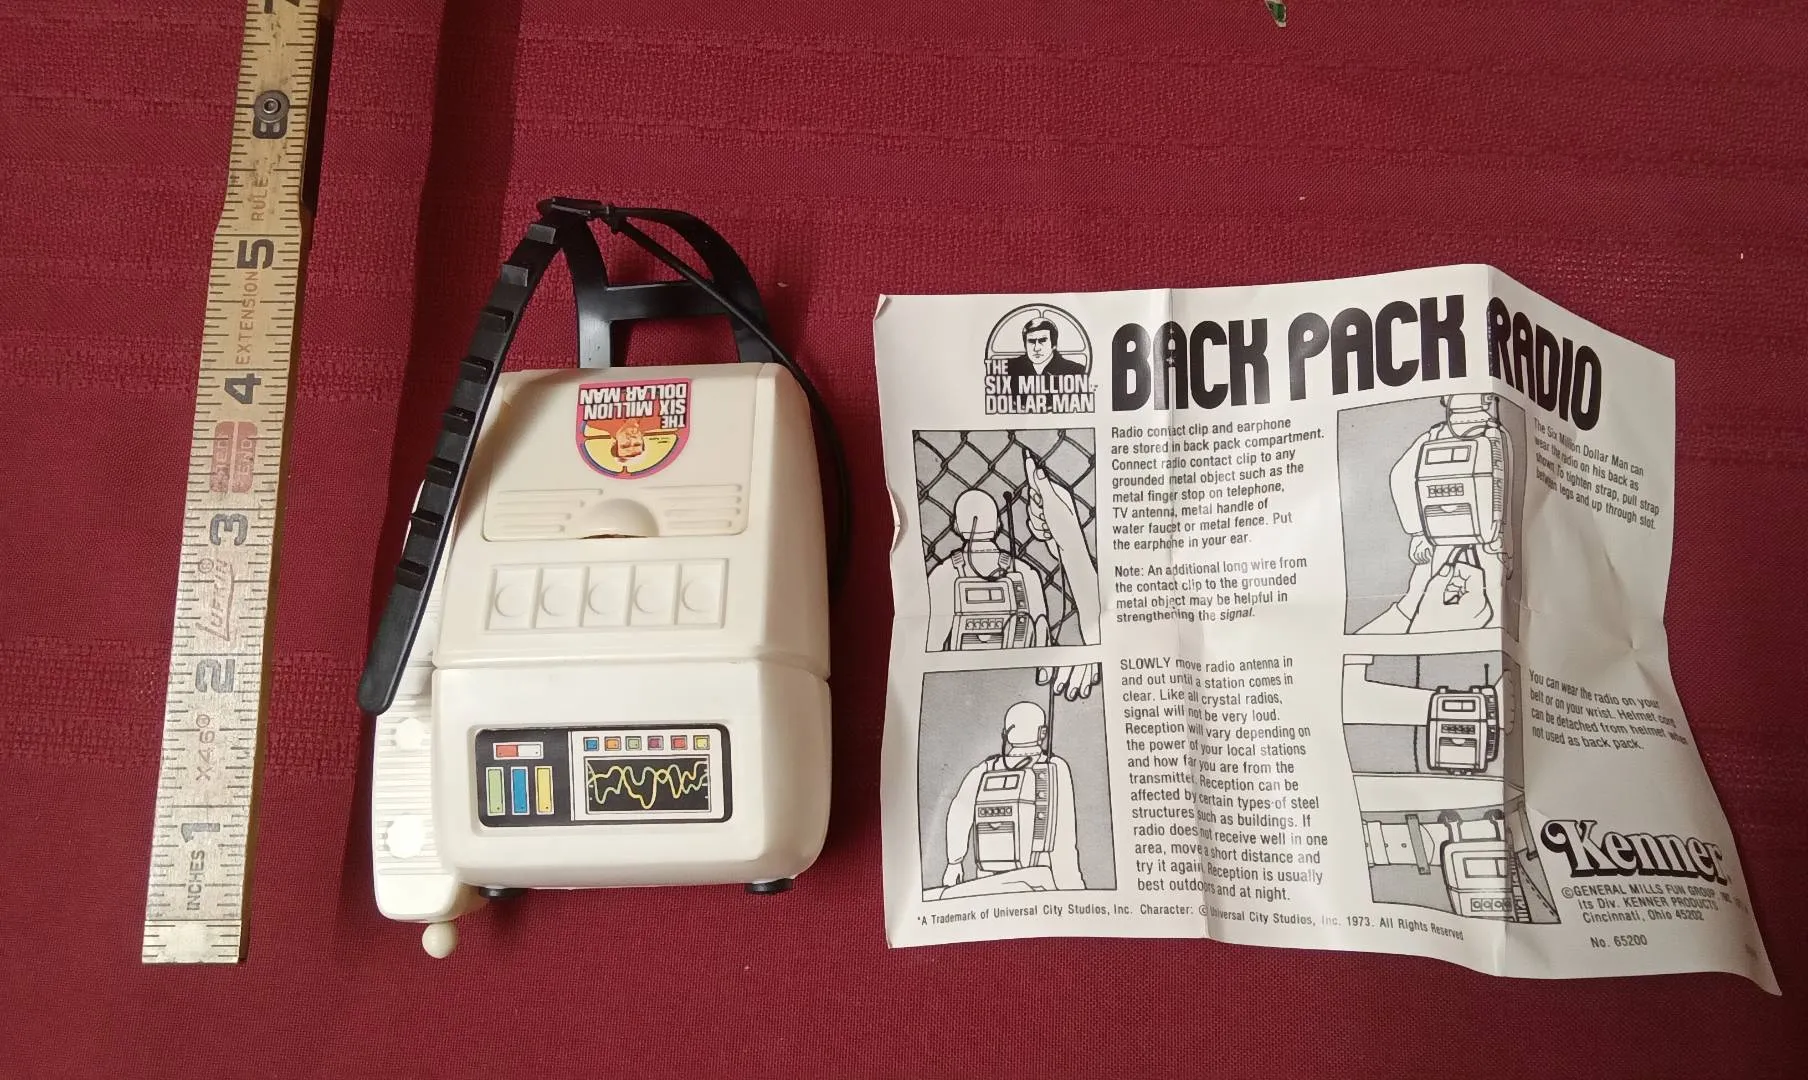 7
6
RULE
5
EXTENSION
4
3
LUFKIN®
2
X46®
1
INCHES
THE
SIX MILLION
DOLLAR MAN
THE
SIX MILLION
DOLLAR MAN
BACK PACK RADIO
Radio contact clip and earphone
are stored in back pack compartment.
Connect radio contact clip to any
grounded metal object such as the
metal finger stop on telephone,
TV antenna, metal handle of
water faucet or metal fence. Put
the earphone in your ear.
Note: An additional long wire from
the contact clip to the grounded
metal object may be helpful in
strengthening the signal.
SLOWLY move radio antenna in
and out until a station comes in
clear. Like all crystal radios,
signal will not be very loud.
Reception will vary depending on
the power of your local stations
and how far you are from the
transmitter. Reception can be
affected by certain types of steel
structures such as buildings. If
radio does not receive well in one
area, move a short distance and
try it again. Reception is usually
best outdoors and at night.
The Six Million Dollar Man can
wear the radio on his back as
shown. To tighten strap, pull strap
between legs and up through slot.
You can wear the radio on your
belt or on your wrist. Helmet cord
can be detached from helmet when
not used as back pack.
Kenner
©GENERAL MILLS FUN GROUP
Its Div. KENNER PRODUCTS
Cincinnati, Ohio 45202
No. 65200
*A Trademark of Universal City Studios, Inc. Character: © Universal City Studios, Inc. 1973. All Rights Reserved